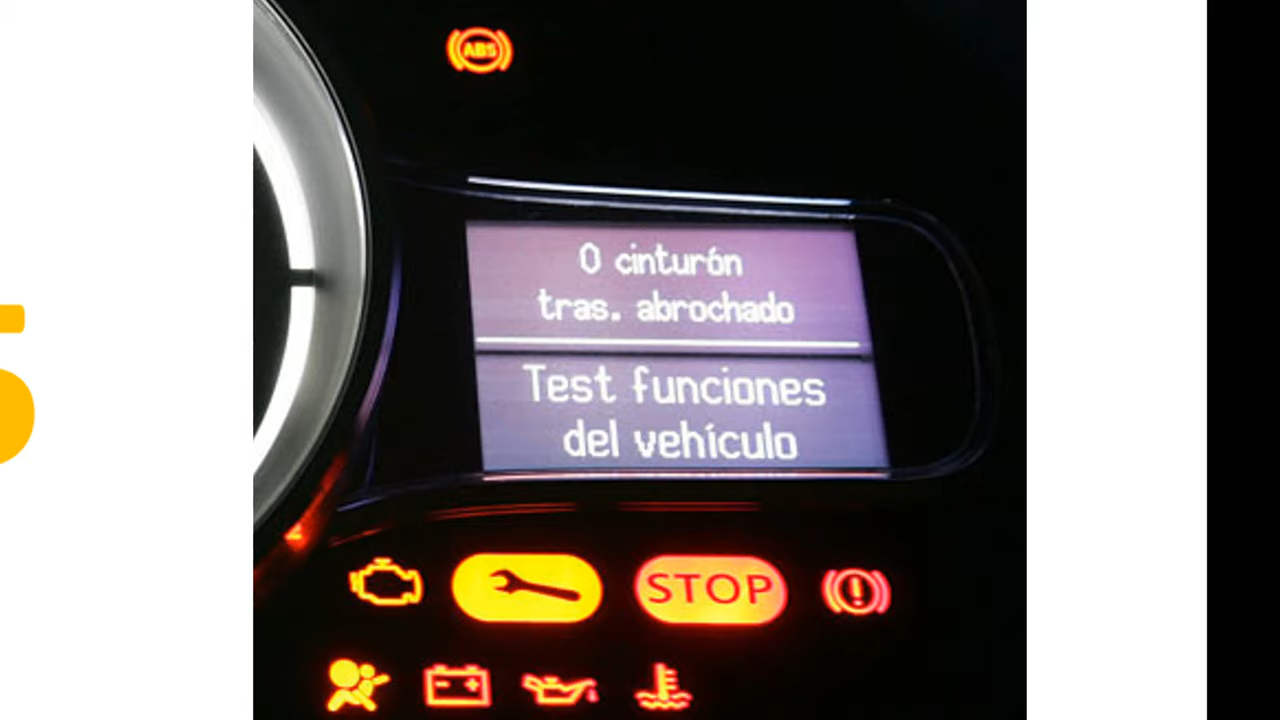 ABS
0 cinturón
tras. abrochado
Test funciones
del vehículo
STOP